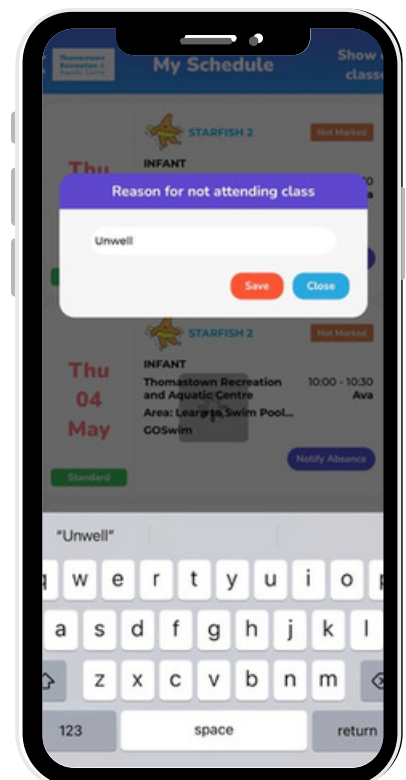 Thomastown
Recreation &
Aquatic Centre
My Schedule
Show
classe
STARFISH 2
Not Marked
Thu
INFANT
Reason for not attending class
Unwell
Save
Close
STARFISH 2
Not Marked
Thu
04
May
INFANT
Thomastown Recreation
and Aquatic Centre
10:00 - 10:30
Ava
Area: Learn to Swim Pool...
GOSwim
Notify Absence
Standard
"Unwell"
q w e r t y u i o p
a s d f g h j k l
z x c v b n m
123
space
return